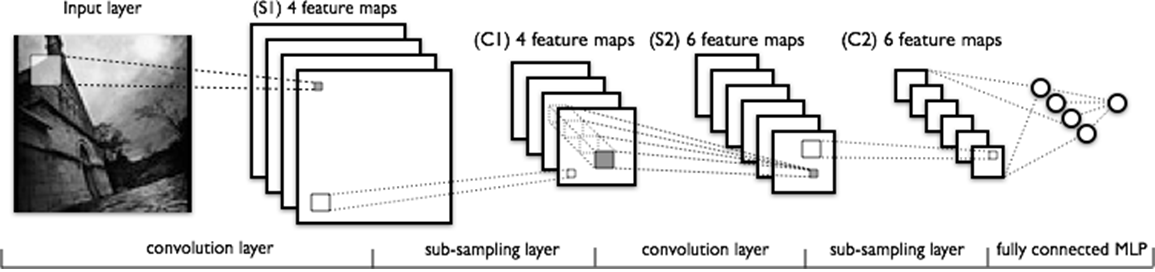 Input layer
(S1) 4 feature maps
(C1) 4 feature maps
(S2) 6 feature maps
(C2) 6 feature maps
convolution layer
sub-sampling layer
convolution layer
sub-sampling layer
fully connected MLP